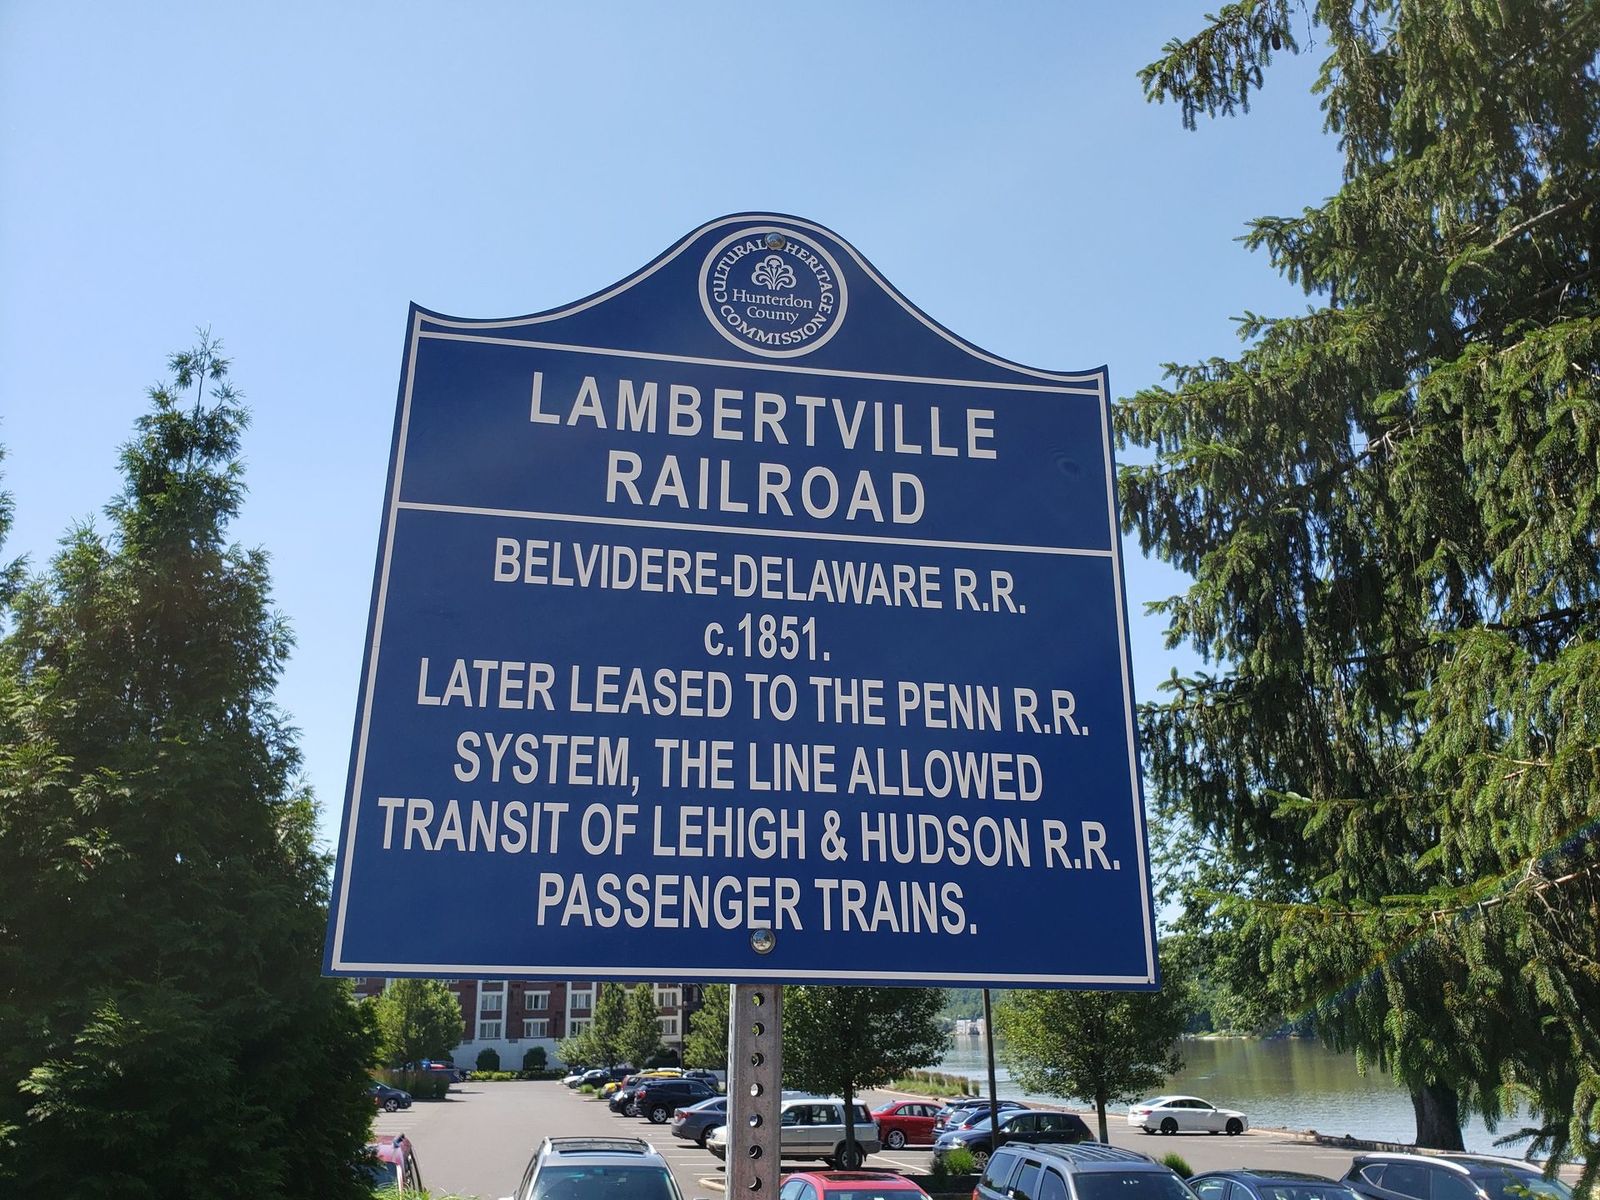 CULTURAL HERITAGE
Hunterdon
County
COMMISSION
LAMBERTVILLE
RAILROAD
BELVIDERE-DELAWARE R.R.
c.1851.
LATER LEASED TO THE PENN R.R.
SYSTEM, THE LINE ALLOWED
TRANSIT OF LEHIGH & HUDSON R.R.
PASSENGER TRAINS.